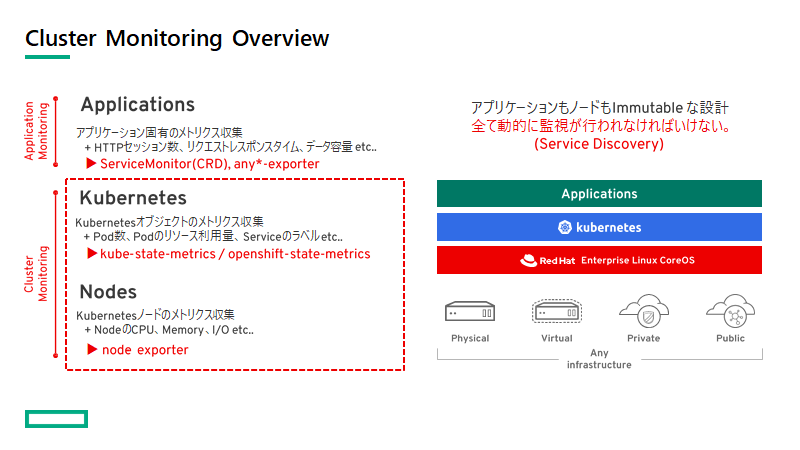 Cluster Monitoring Overview
Application
Monitoring
Applications
アプリケーション固有のメトリクス収集
+ HTTPセッション数、リクエストレスポンスタイム、データ容量 etc..
▶ ServiceMonitor(CRD), any*-exporter
Cluster
Monitoring
Kubernetes
Kubernetesオブジェクトのメトリクス収集
+ Pod数、Podのリソース利用量、Serviceのラベルetc..
▶ kube-state-metrics / openshift-state-metrics
Nodes
Kubernetesノードのメトリクス収集
+ NodeのCPU、Memory、I/O etc..
▶ node exporter
アプリケーションもノードもImmutable な設計
全て動的に監視が行われなければいけない。
(Service Discovery)
Applications
kubernetes
Red Hat Enterprise Linux CoreOS
Physical
Virtual
Private
Public
Any
infrastructure